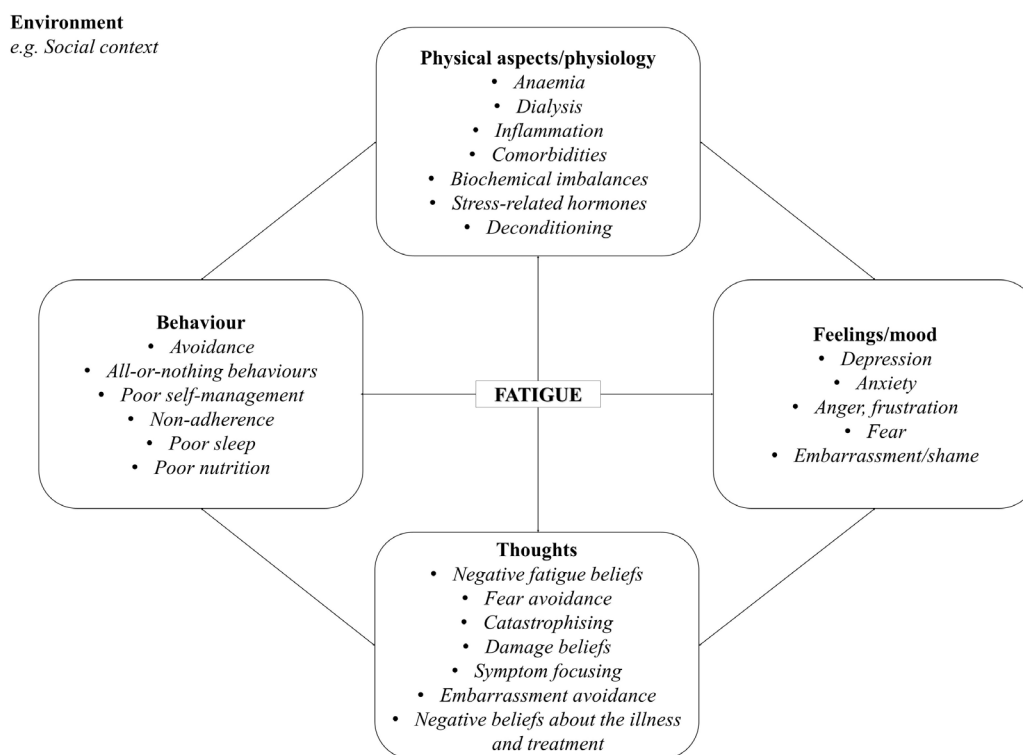 Environment
e.g. Social context
Physical aspects/physiology
• Anaemia
• Dialysis
• Inflammation
• Comorbidities
• Biochemical imbalances
• Stress-related hormones
• Deconditioning
Behaviour
• Avoidance
• All-or-nothing behaviours
• Poor self-management
• Non-adherence
• Poor sleep
• Poor nutrition
FATIGUE
Feelings/mood
• Depression
• Anxiety
• Anger, frustration
• Fear
• Embarrassment/shame
Thoughts
• Negative fatigue beliefs
• Fear avoidance
• Catastrophising
• Damage beliefs
• Symptom focusing
• Embarrassment avoidance
• Negative beliefs about the illness
and treatment